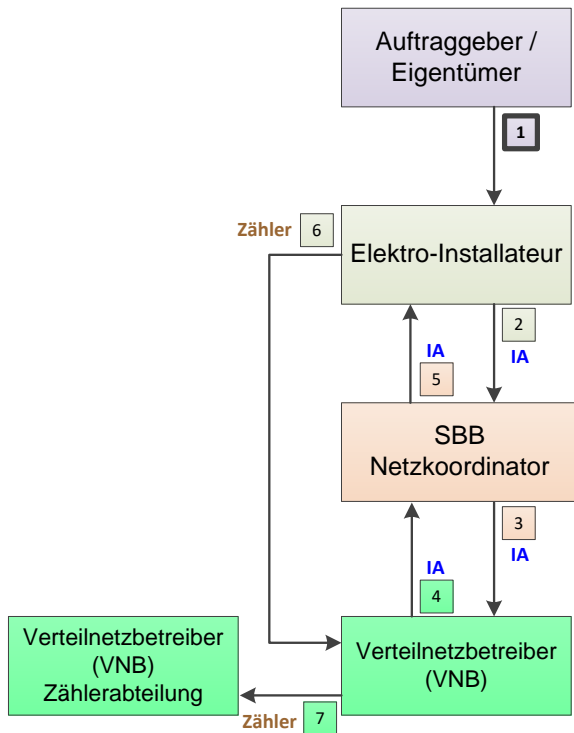 Auftraggeber /
Eigentümer
1
Zähler 6
Elektro-Installateur
2
IA
IA
5
SBB
Netzkoordinator
3
IA
IA
4
Verteilnetzbetreiber
(VNB)
Zählerabteilung
Verteilnetzbetreiber
(VNB)
Zähler 7